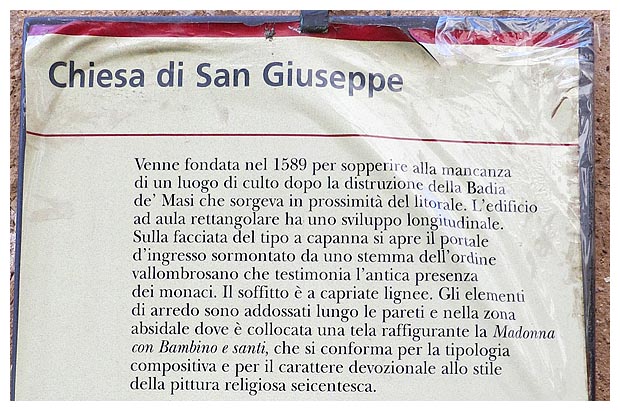 Chiesa di San Giuseppe
Venne fondata nel 1589 per sopperire alla mancanza
di un luogo di culto dopo la distruzione della Badia
de' Masi che sorgeva in prossimità del litorale. L'edificio
ad aula rettangolare ha uno sviluppo longitudinale.
Sulla facciata del tipo a capanna si apre il portale
d'ingresso sormontato da uno stemma dell'ordine
vallombrosano che testimonia l'antica presenza
dei monaci. Il soffitto è a capriate lignee. Gli elementi
di arredo sono addossati lungo le pareti e nella zona
absidale dove è collocata una tela raffigurante la Madonna
con Bambino e santi, che si conforma per la tipologia
compositiva e per il carattere devozionale allo stile
della pittura religiosa seicentesca.